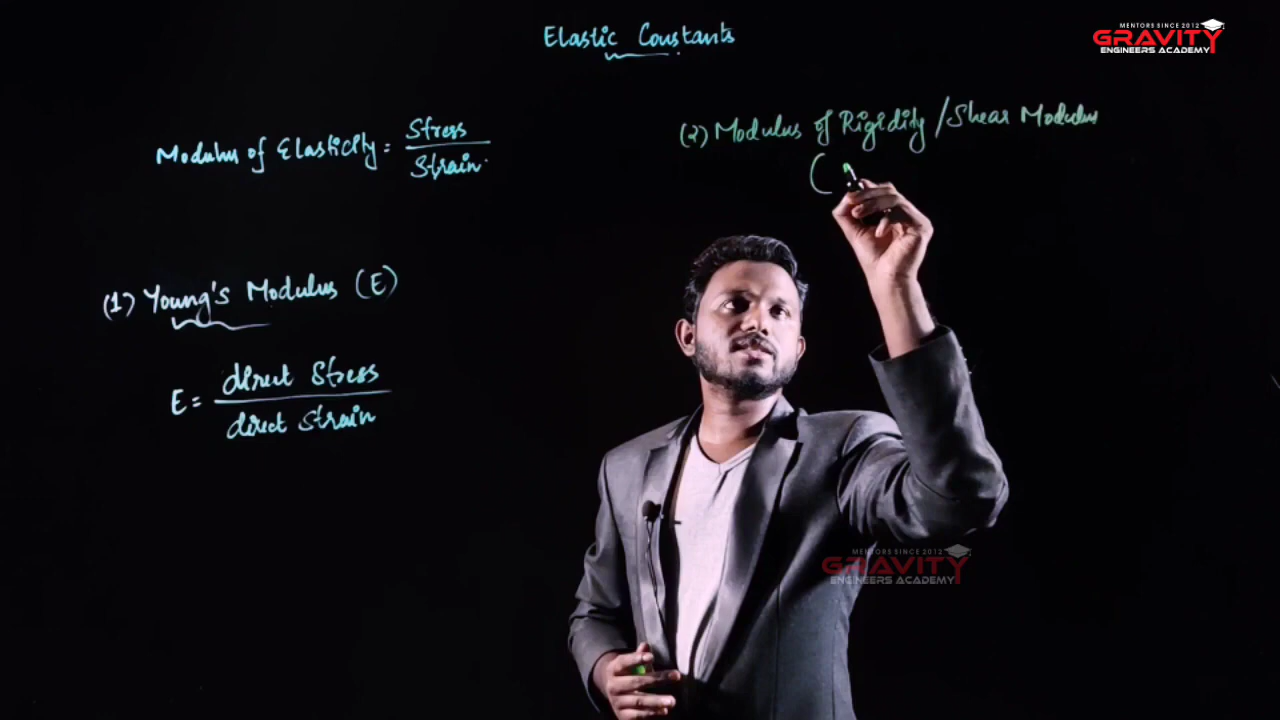 Elastic Constants
MENTORS SINCE 2012
GRAVITY
ENGINEERS ACADEMY
Modulus of Elasticity = Stress
Strain
(1) Young's Modulus (E)
E = direct Stress
direct Strain
(2) Modulus of Rigidity / Shear Modulus
(
MENTORS SINCE 2012
GRAVITY
ENGINEERS ACADEMY